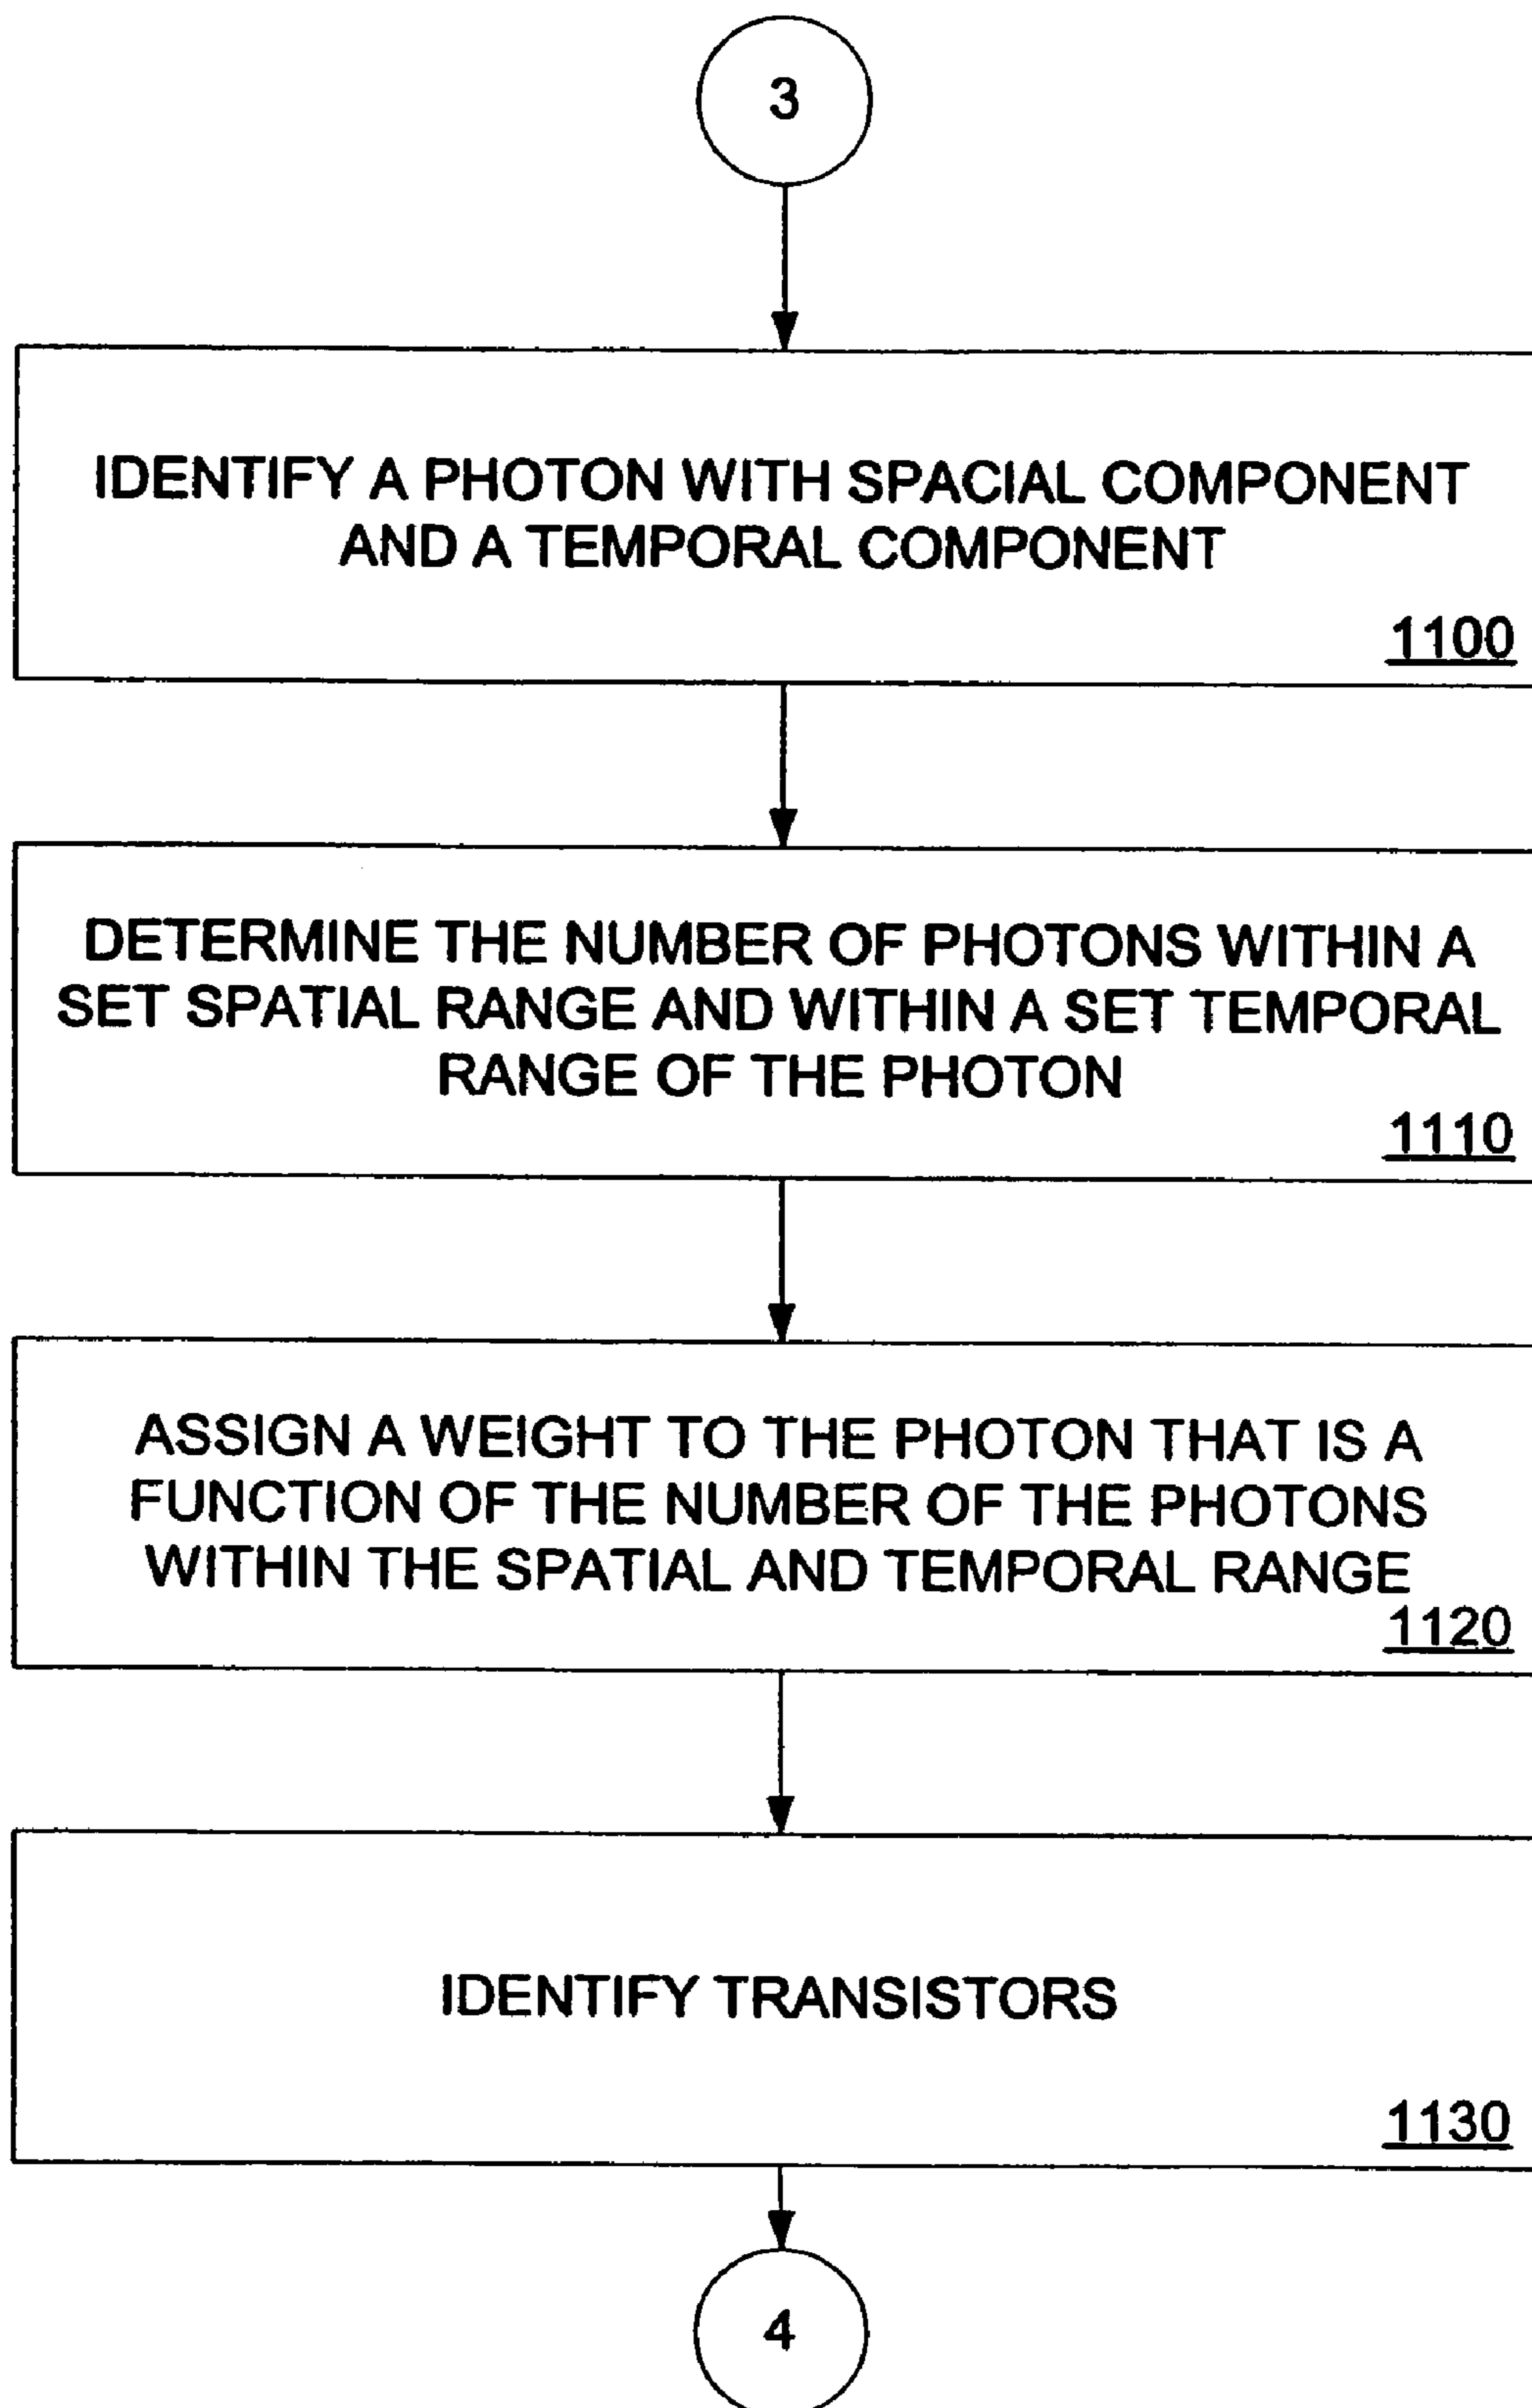 3
IDENTIFY A PHOTON WITH SPACIAL COMPONENT
AND A TEMPORAL COMPONENT
1100
DETERMINE THE NUMBER OF PHOTONS WITHIN A
SET SPATIAL RANGE AND WITHIN A SET TEMPORAL
RANGE OF THE PHOTON
1110
ASSIGN A WEIGHT TO THE PHOTON THAT IS A
FUNCTION OF THE NUMBER OF THE PHOTONS
WITHIN THE SPATIAL AND TEMPORAL RANGE
1120
IDENTIFY TRANSISTORS
1130
4